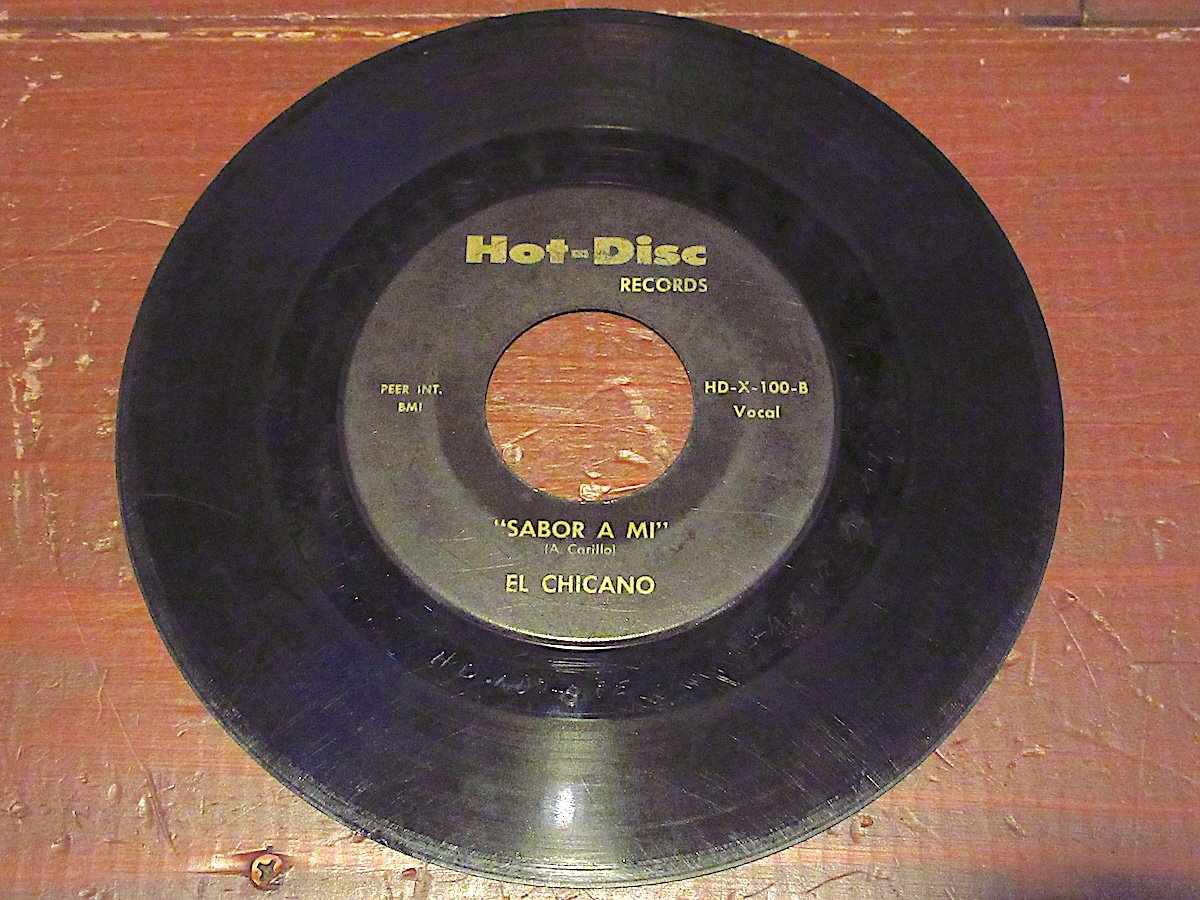 Hot-Disc
RECORDS
PEER INT.
BMI
HD-X-100-B
Vocal
“SABOR A MI”
(A. Carillo)
EL CHICANO